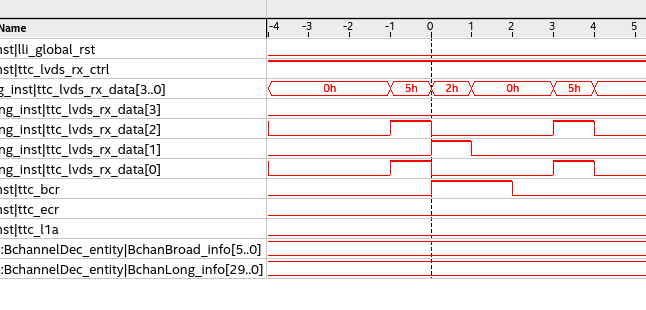 Name -4 -3 -2 -1 0 1 2 3 4 5
nst|lli_global_rst
nst|ttc_lvds_rx_ctrl
g_inst|ttc_lvds_rx_data[3..0] 0h 5h 2h 0h 5h
ng_inst|ttc_lvds_rx_data[3]
ng_inst|ttc_lvds_rx_data[2]
ng_inst|ttc_lvds_rx_data[1]
ng_inst|ttc_lvds_rx_data[0]
nst|ttc_bcr
nst|ttc_ecr
nst|ttc_l1a
:BchannelDec_entity|BchanBroad_info[5..0]
:BchannelDec_entity|BchanLong_info[29..0]